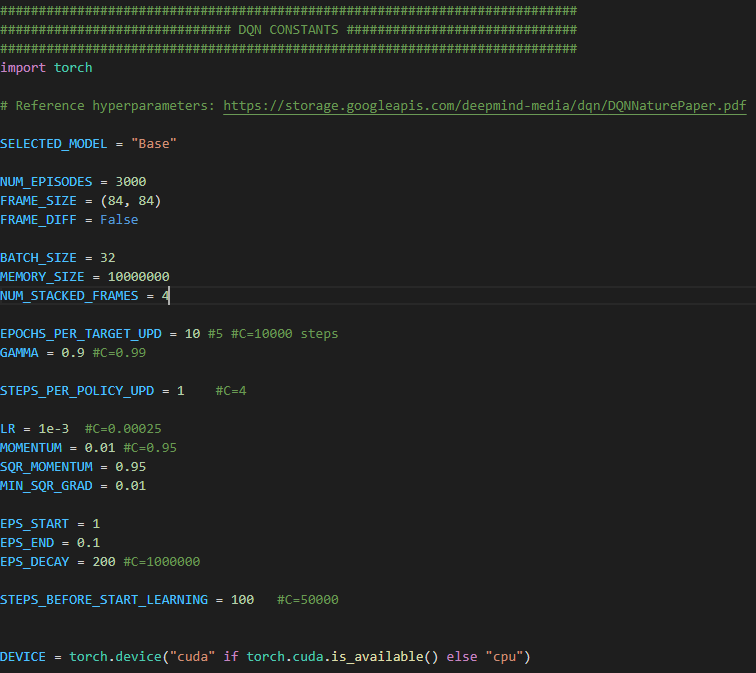 ###########################################################################
############################## DQN CONSTANTS ##############################
###########################################################################
import torch
# Reference hyperparameters: https://storage.googleapis.com/deepmind-media/dqn/DQNNaturePaper.pdf
SELECTED_MODEL = "Base"
NUM_EPISODES = 3000
FRAME_SIZE = (84, 84)
FRAME_DIFF = False
BATCH_SIZE = 32
MEMORY_SIZE = 10000000
NUM_STACKED_FRAMES = 4
EPOCHS_PER_TARGET_UPD = 10 #5 #C=10000 steps
GAMMA = 0.9 #C=0.99
STEPS_PER_POLICY_UPD = 1    #C=4
LR = 1e-3  #C=0.00025
MOMENTUM = 0.01 #C=0.95
SQR_MOMENTUM = 0.95
MIN_SQR_GRAD = 0.01
EPS_START = 1
EPS_END = 0.1
EPS_DECAY = 200 #C=1000000
STEPS_BEFORE_START_LEARNING = 100   #C=50000
DEVICE = torch.device("cuda" if torch.cuda.is_available() else "cpu")